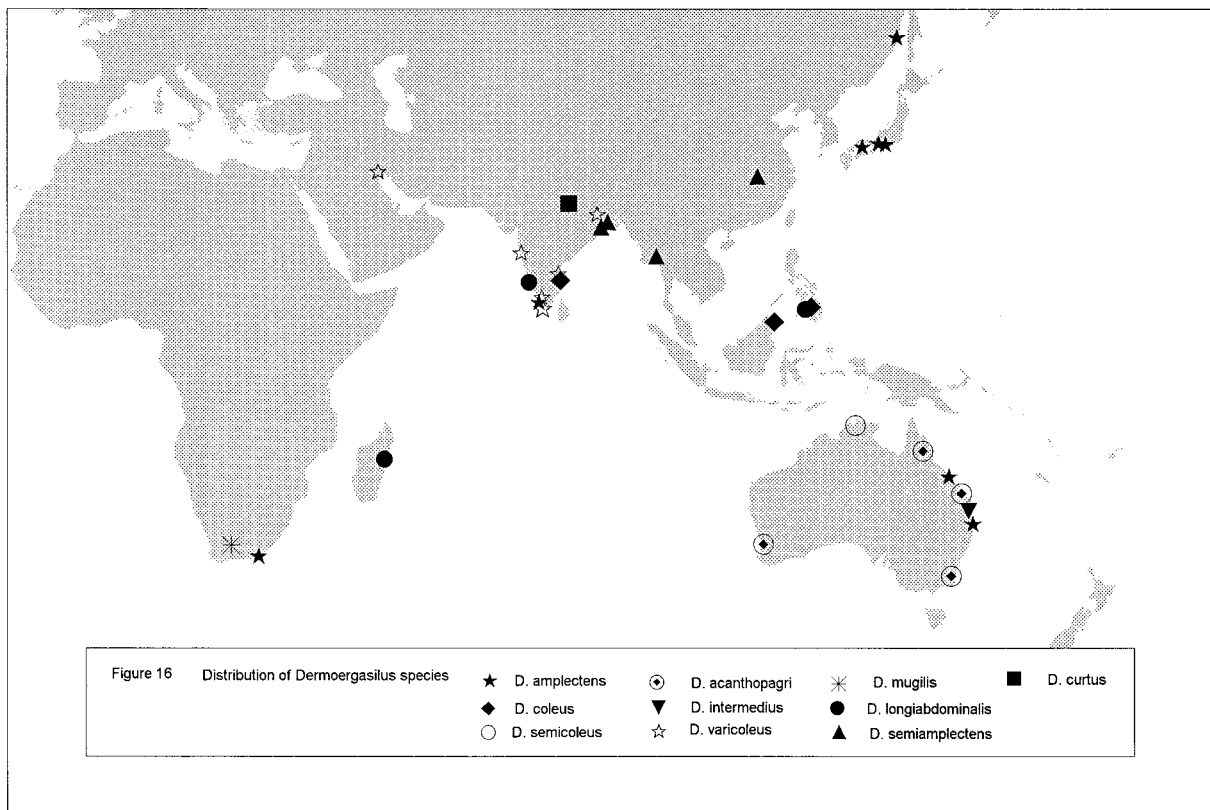 Figure 16 Distribution of Dermoergasilus species
D. amplectens
D. acanthopagri
D. mugilis
D. curtus
D. coleus
D. intermedius
D. longiabdominalis
D. semicoleus
D. varicoleus
D. semiamplectens